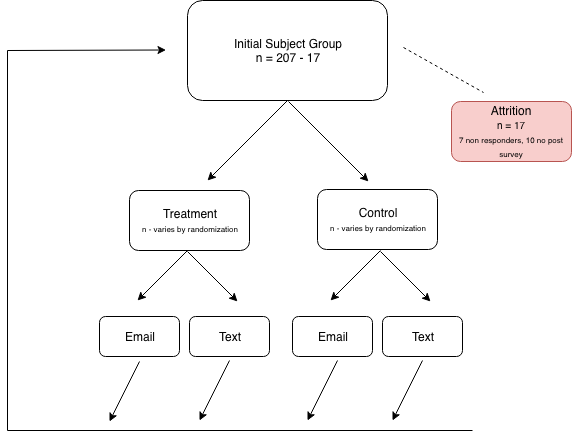 Initial Subject Group
n = 207 - 17
Attrition
n = 17
7 non responders, 10 no post
survey
Treatment
n - varies by randomization
Control
n - varies by randomization
Email
Text
Email
Text